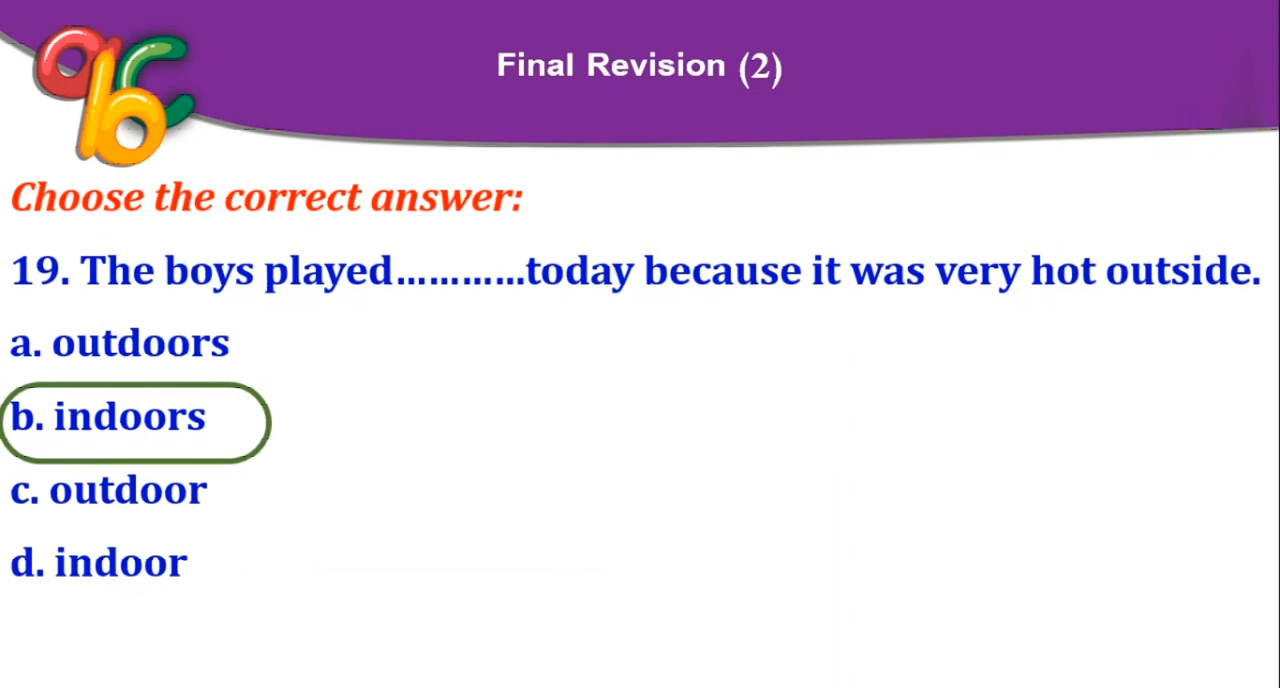 abc
Final Revision (2)
Choose the correct answer:
19. The boys played............today because it was very hot outside.
a. outdoors
b. indoors
c. outdoor
d. indoor